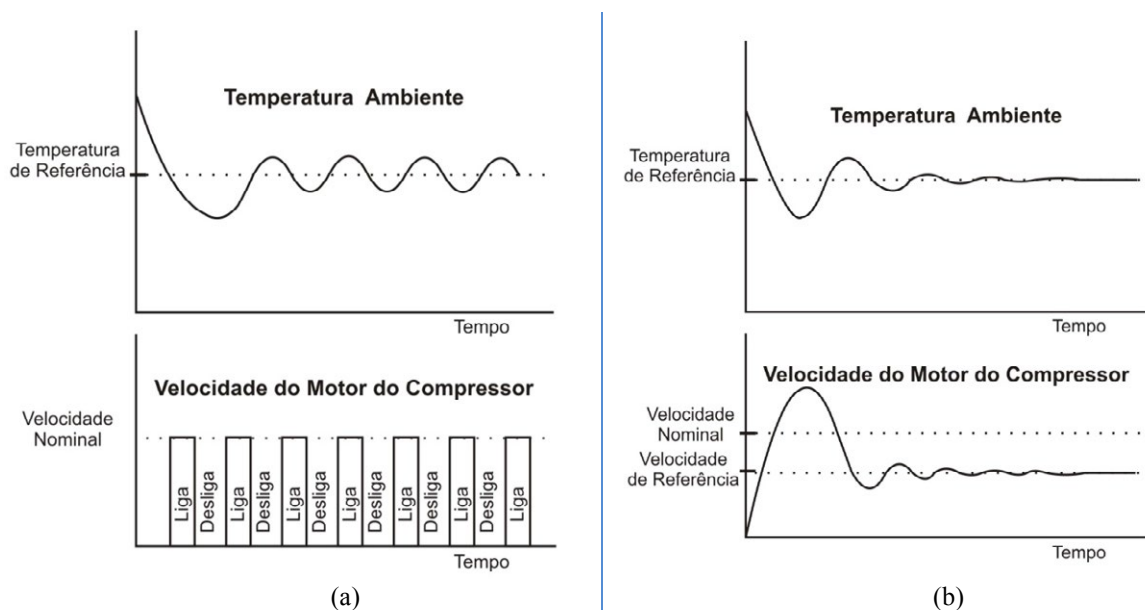 Temperatura Ambiente
Temperatura
de Referência
Tempo
Velocidade do Motor do Compressor
Velocidade
Nominal
Liga
Desliga
Liga
Desliga
Liga
Desliga
Liga
Desliga
Liga
Desliga
Liga
Desliga
Liga
Tempo
(a)
Temperatura Ambiente
Temperatura
de Referência
Tempo
Velocidade do Motor do Compressor
Velocidade
Nominal
Velocidade
de Referência
Tempo
(b)